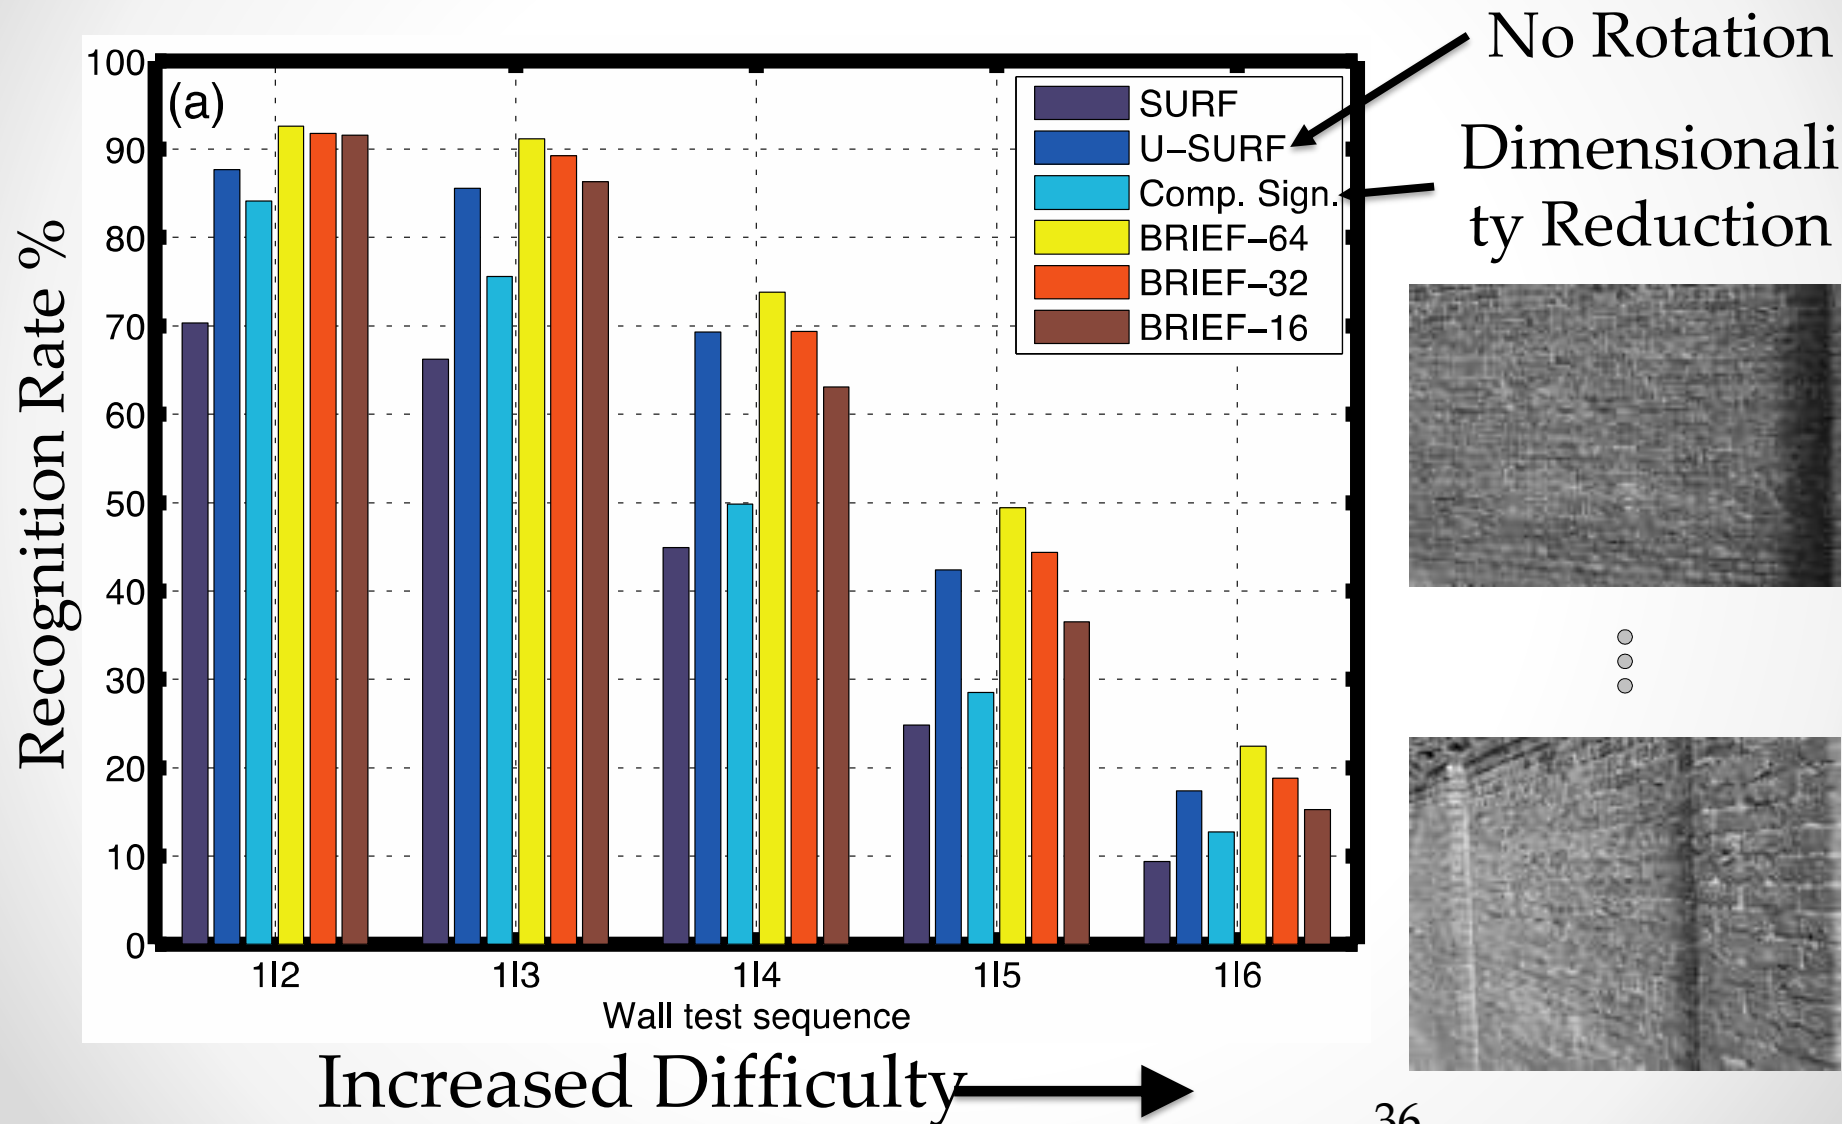 No Rotation
Dimensionali
ty Reduction
(a)
SURF
U−SURF
Comp. Sign.
BRIEF−64
BRIEF−32
BRIEF−16
Recognition Rate %
100
90
80
70
60
50
40
30
20
10
0
1|2 1|3 1|4 1|5 1|6
Wall test sequence
Increased Difficulty
36